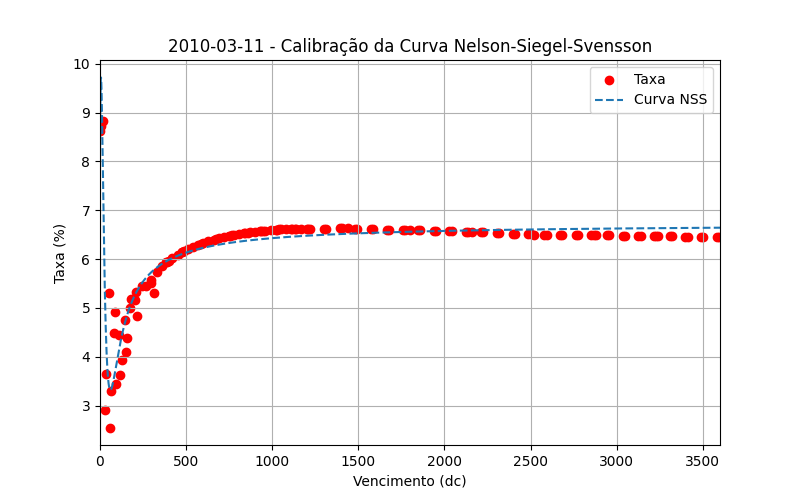 2010-03-11 - Calibração da Curva Nelson-Siegel-Svensson
Taxa
Curva NSS
Taxa (%)
10
9
8
7
6
5
4
3
0 500 1000 1500 2000 2500 3000 3500
Vencimento (dc)